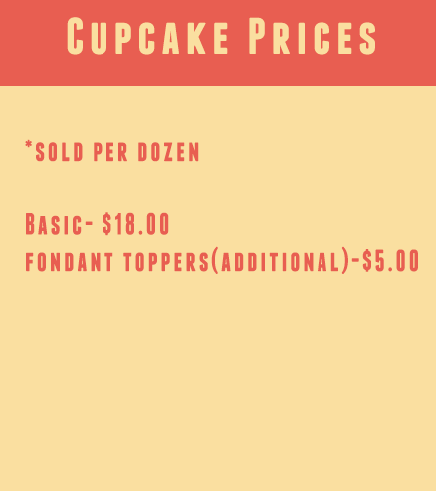 Cupcake Prices
*sold per dozen
Basic- $18.00
fondant toppers(additional)-$5.00